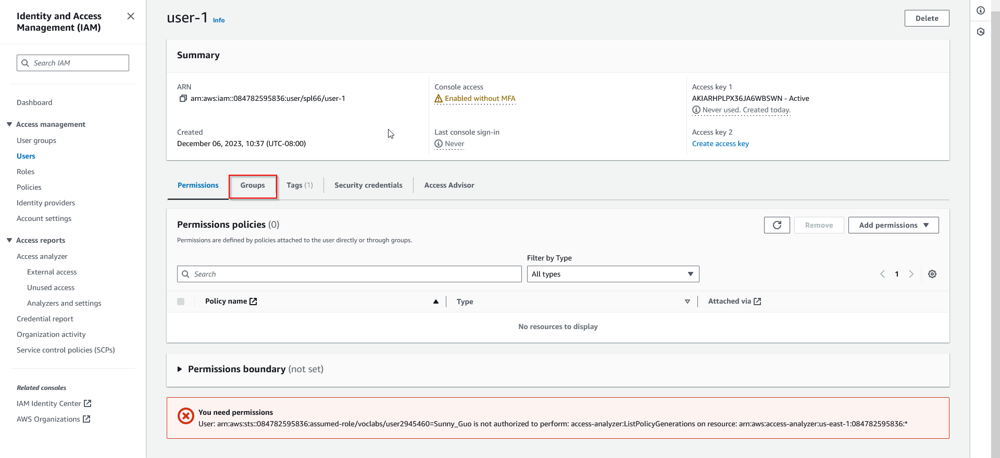 Identity and Access
Management (IAM)
Search IAM
Dashboard
Access management
User groups
Users
Roles
Policies
Identity providers
Account settings
Access reports
Access analyzer
External access
Unused access
Analyzers and settings
Credential report
Organization activity
Service control policies (SCPs)
Related consoles
IAM Identity Center
AWS Organizations
user-1 Info
Delete
Summary
ARN
arn:aws:iam::084782595836:user/spl66/user-1
Created
December 06, 2023, 10:37 (UTC-08:00)
Console access
Enabled without MFA
Last console sign-in
Never
Access key 1
AKIARHPLPX36JA6WBSWN - Active
Never used. Created today.
Access key 2
Create access key
Permissions Groups Tags (1) Security credentials Access Advisor
Permissions policies (0)
Permissions are defined by policies attached to the user directly or through groups.
Remove
Add permissions
Filter by Type
Search
All types
1
Policy name Type Attached via
No resources to display
Permissions boundary (not set)
You need permissions
User: arn:aws:sts::084782595836:assumed-role/voclabs/user2945460=Sunny_Guo is not authorized to perform: access-analyzer:ListPolicyGenerations on resource: arn:aws:access-analyzer:us-east-1:084782595836:*